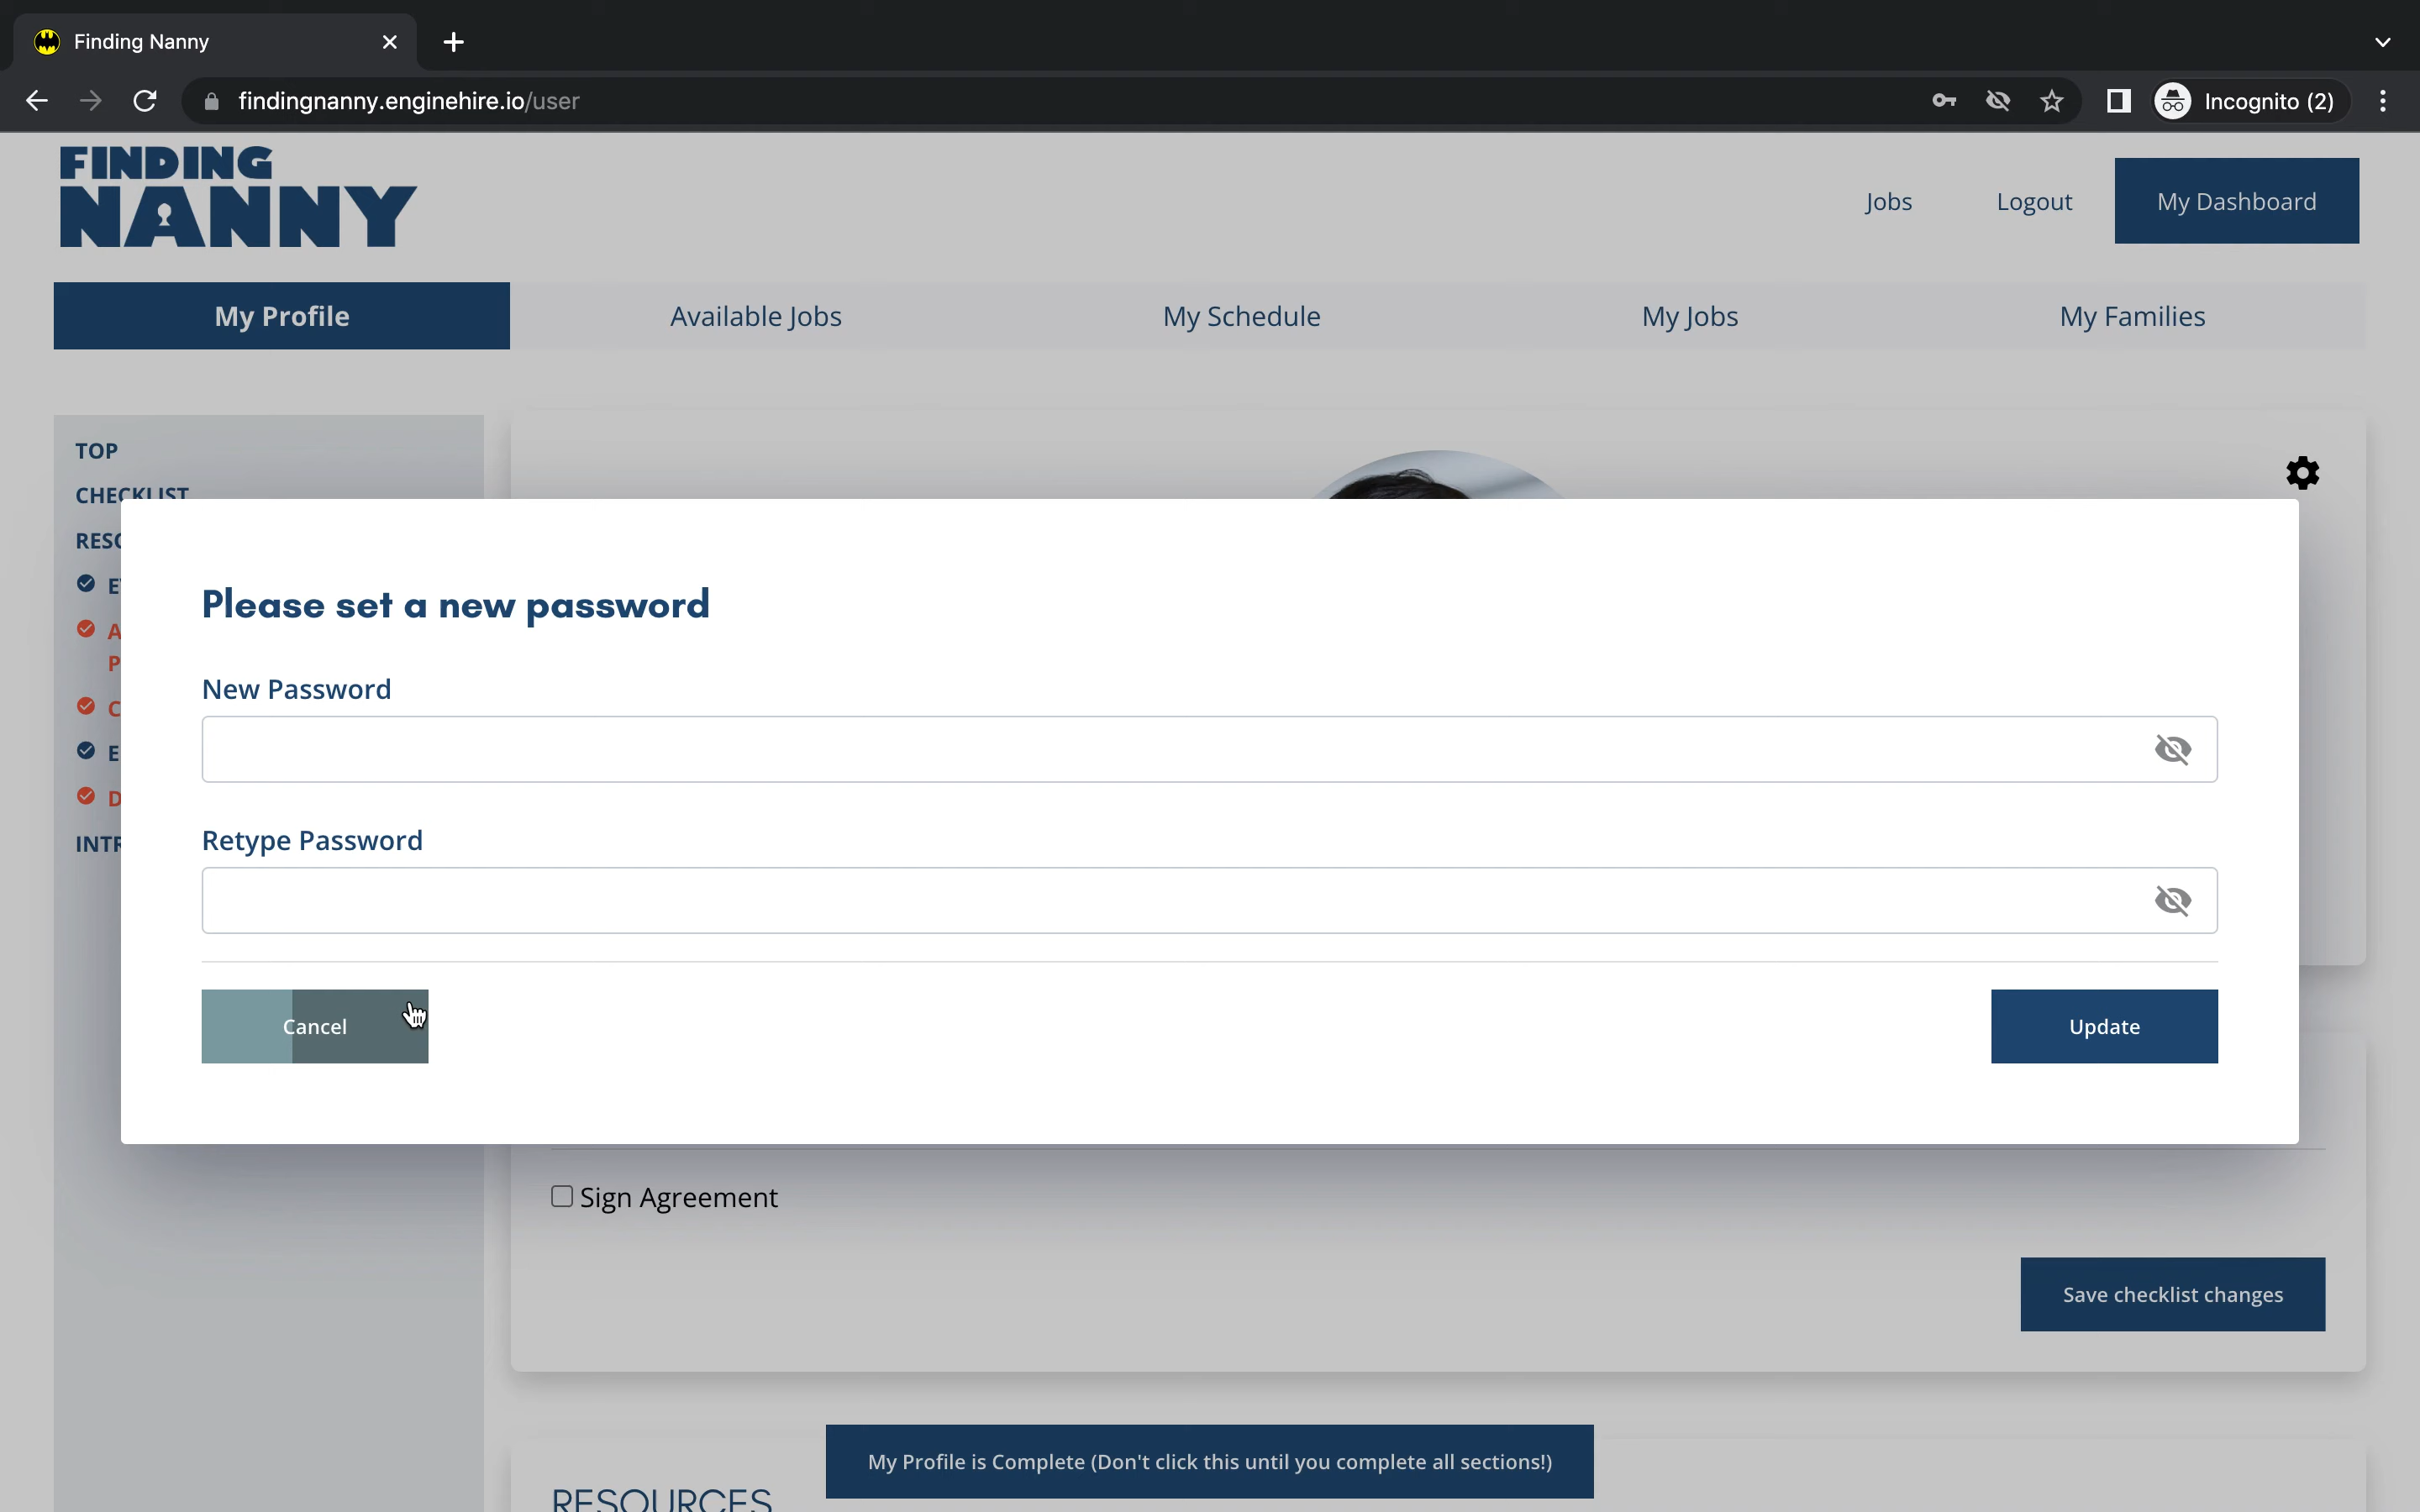 Finding Nanny
findingnanny.enginehire.io/user
Incognito (2)
FINDING
NANNY
Jobs
Logout
My Dashboard
My Profile
Available Jobs
My Schedule
My Jobs
My Families
TOP
CHECKLIST
Please set a new password
New Password
Retype Password
Cancel
Update
Sign Agreement
Save checklist changes
My Profile is Complete (Don't click this until you complete all sections!)
RESOURCES